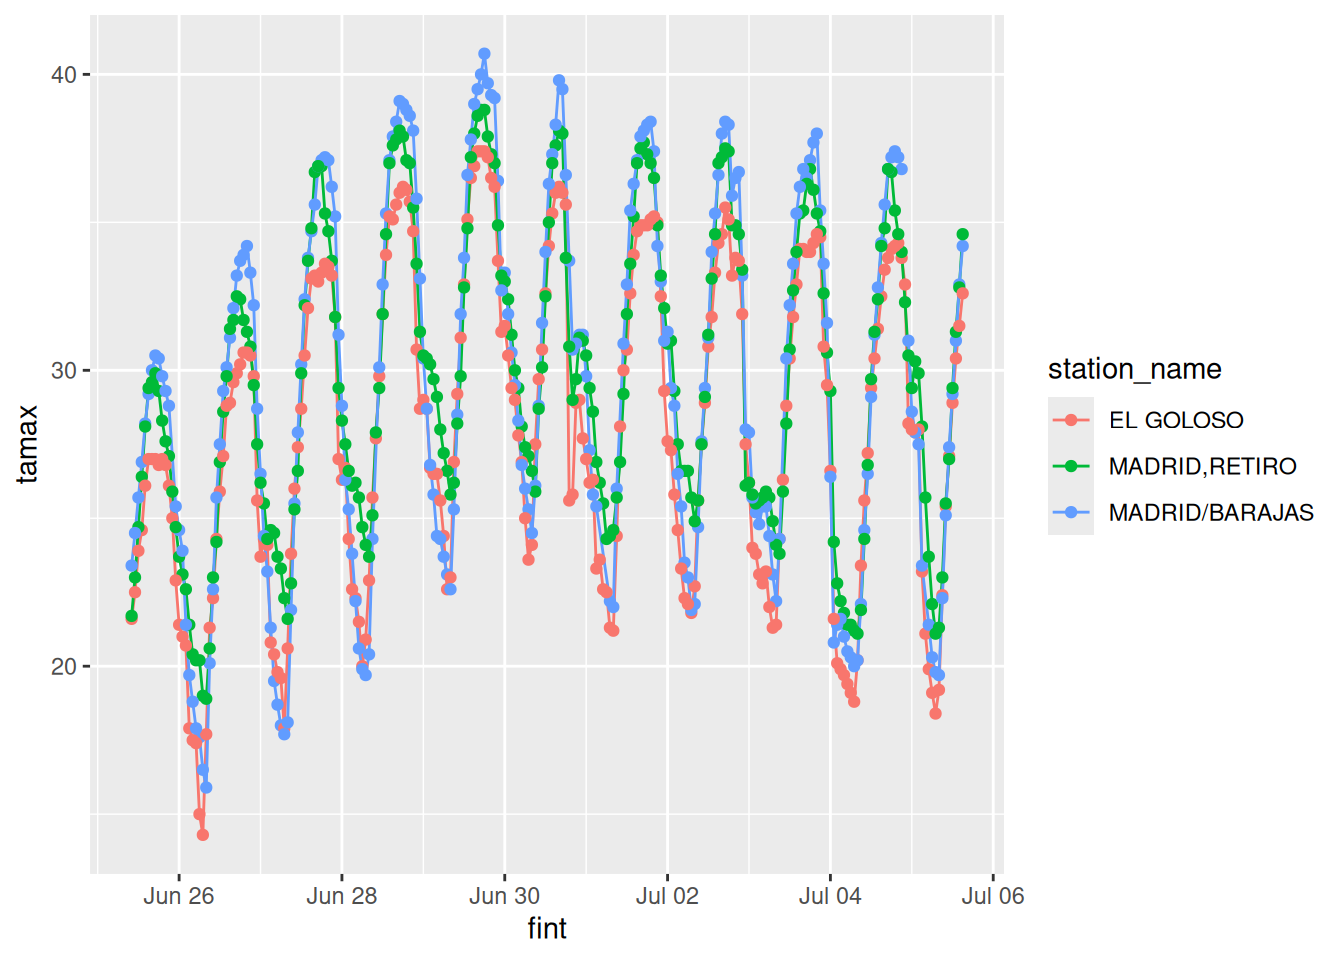 tamax
40
30
20
Jun 26
Jun 28
Jun 30
Jul 02
Jul 04
Jul 06
fint
station_name
EL GOLOSO
MADRID,RETIRO
MADRID/BARAJAS